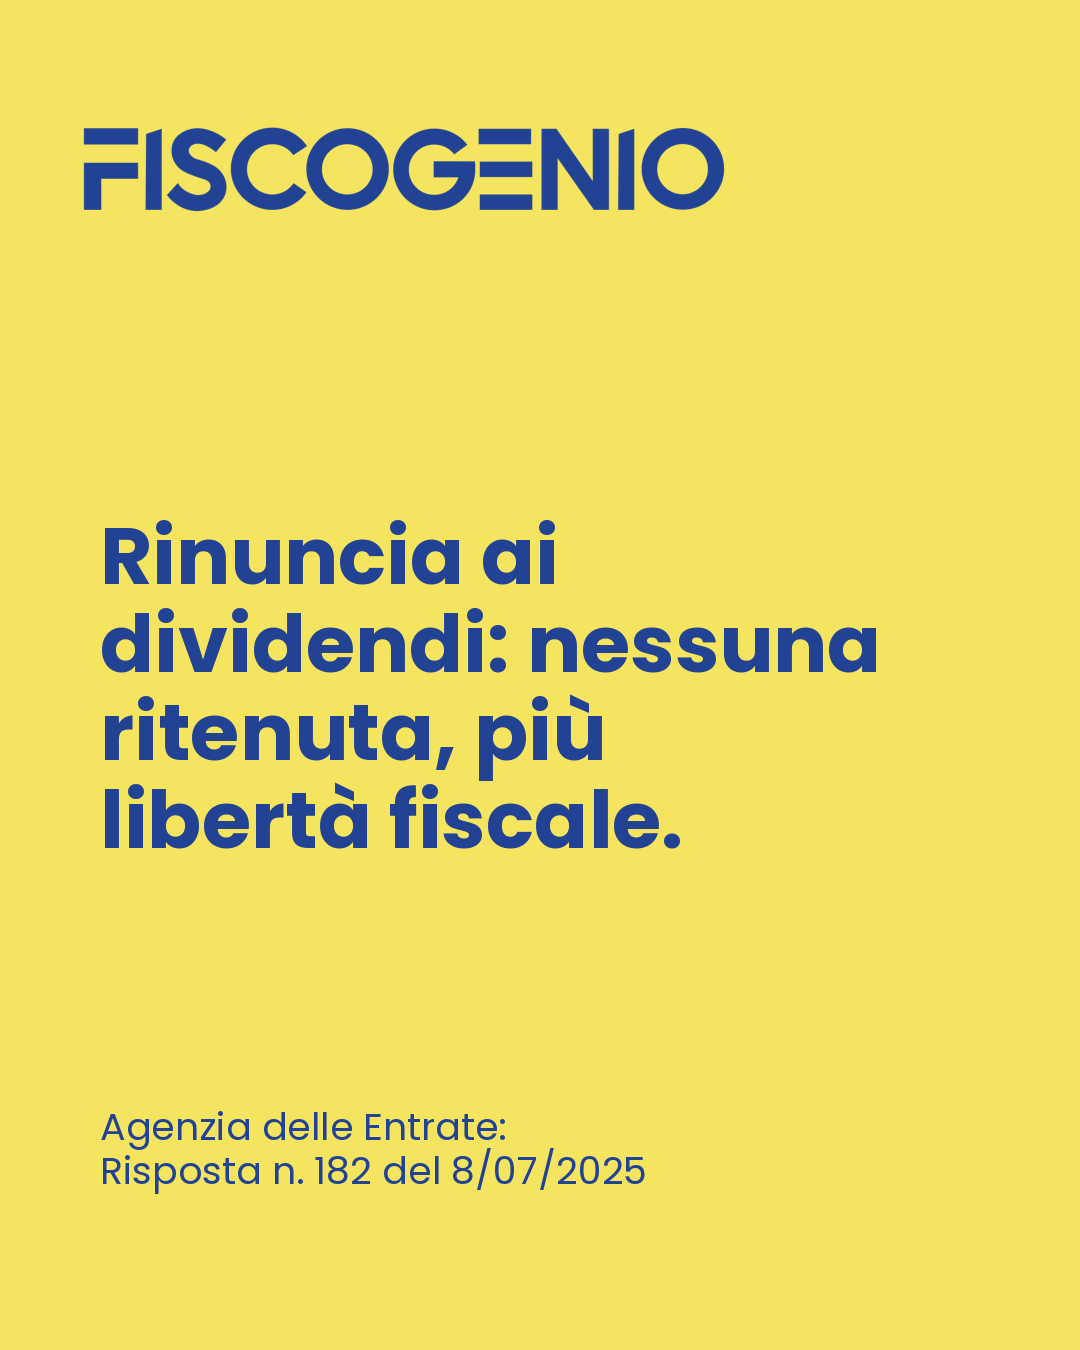 FISCOGENIO
Rinuncia ai
dividendi: nessuna
ritenuta, più
libertà fiscale.
Agenzia delle Entrate:
Risposta n. 182 del 8/07/2025